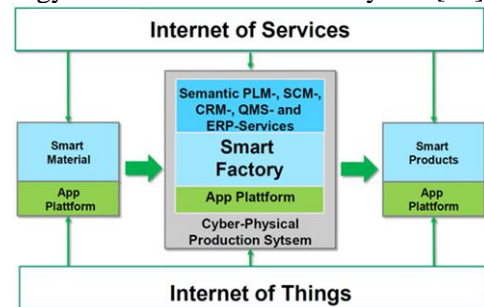 Internet of Services
Semantic PLM-, SCM-,
CRM-, QMS- and
ERP-Services
Smart
Material
Smart
Factory
Smart
Products
App
Plattform
App Plattform
App
Plattform
Cyber-Physical
Production Sytsem
Internet of Things